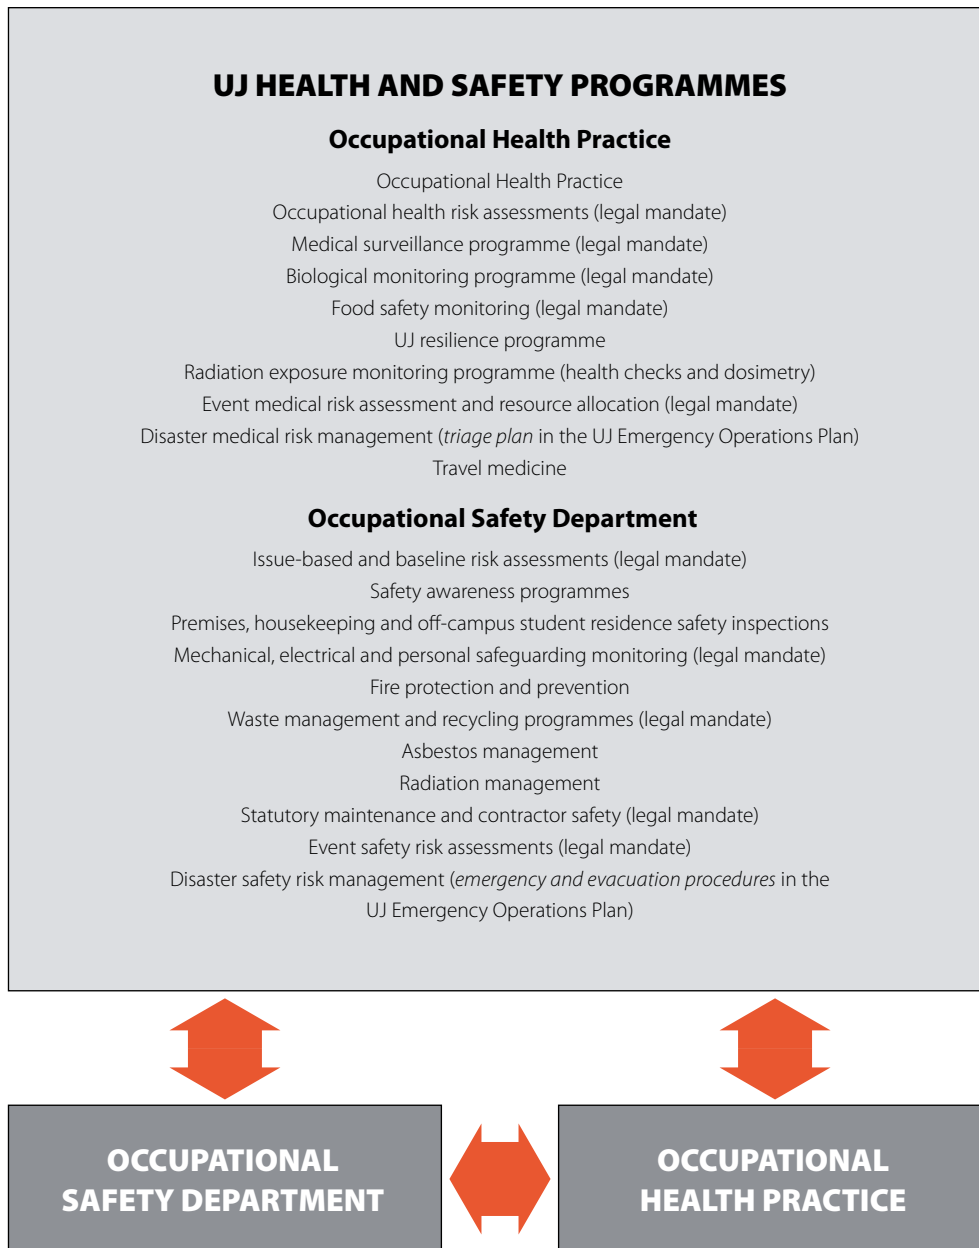 UJ HEALTH AND SAFETY PROGRAMMES
Occupational Health Practice
Occupational Health Practice
Occupational health risk assessments (legal mandate)
Medical surveillance programme (legal mandate)
Biological monitoring programme (legal mandate)
Food safety monitoring (legal mandate)
UJ resilience programme
Radiation exposure monitoring programme (health checks and dosimetry)
Event medical risk assessment and resource allocation (legal mandate)
Disaster medical risk management (triage plan in the UJ Emergency Operations Plan)
Travel medicine
Occupational Safety Department
Issue-based and baseline risk assessments (legal mandate)
Safety awareness programmes
Premises, housekeeping and off-campus student residence safety inspections
Mechanical, electrical and personal safeguarding monitoring (legal mandate)
Fire protection and prevention
Waste management and recycling programmes (legal mandate)
Asbestos management
Radiation management
Statutory maintenance and contractor safety (legal mandate)
Event safety risk assessments (legal mandate)
Disaster safety risk management (emergency and evacuation procedures in the
UJ Emergency Operations Plan)
OCCUPATIONAL
SAFETY DEPARTMENT
OCCUPATIONAL
HEALTH PRACTICE